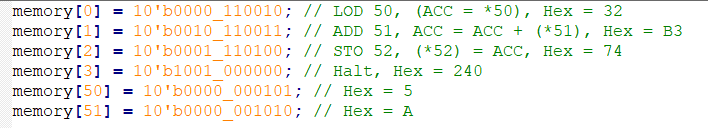 memory[0] = 10'b0000_110010; // LOD 50, (ACC = *50), Hex = 32
memory[1] = 10'b0010_110011; // ADD 51, ACC = ACC + (*51), Hex = B3
memory[2] = 10'b0001_110100; // STO 52, (*52) = ACC, Hex = 74
memory[3] = 10'b1001_000000; // Halt, Hex = 240
memory[50] = 10'b0000_000101; // Hex = 5
memory[51] = 10'b0000_001010; // Hex = A